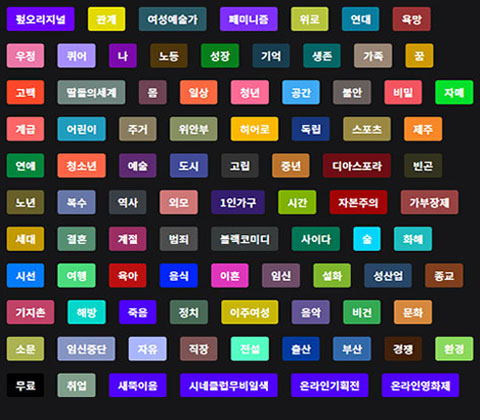 펄오리지널 관계 여성예술가 페미니즘 위로 연대 욕망
우정 퀴어 나 노동 성장 기억 생존 가족 꿈
고백 딸들의세계 몸 일상 청년 공간 불안 비밀 자매
계급 어린이 주거 위안부 히어로 독립 스포츠 제주
연애 청소년 예술 도시 고립 중년 디아스포라 빈곤
노년 복수 역사 외모 1인가구 시간 자본주의 가부장제
세대 결혼 계절 범죄 블랙코미디 사이다 술 화해
시선 여행 육아 음식 이혼 임신 설화 성산업 종교
기지촌 해방 죽음 정치 이주여성 음악 비건 문화
소문 임신중단 자유 직장 전설 출산 부산 경쟁 환경
무료 취업 새뚝이음 시네클럽무비일색 온라인기획전 온라인영화제